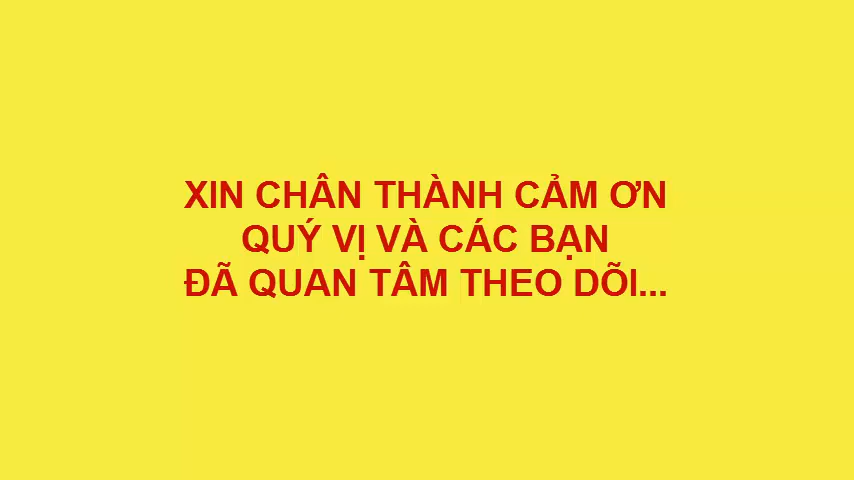 XIN CHÂN THÀNH CẢM ƠN
QUÝ VỊ VÀ CÁC BẠN
ĐÃ QUAN TÂM THEO DÕI...